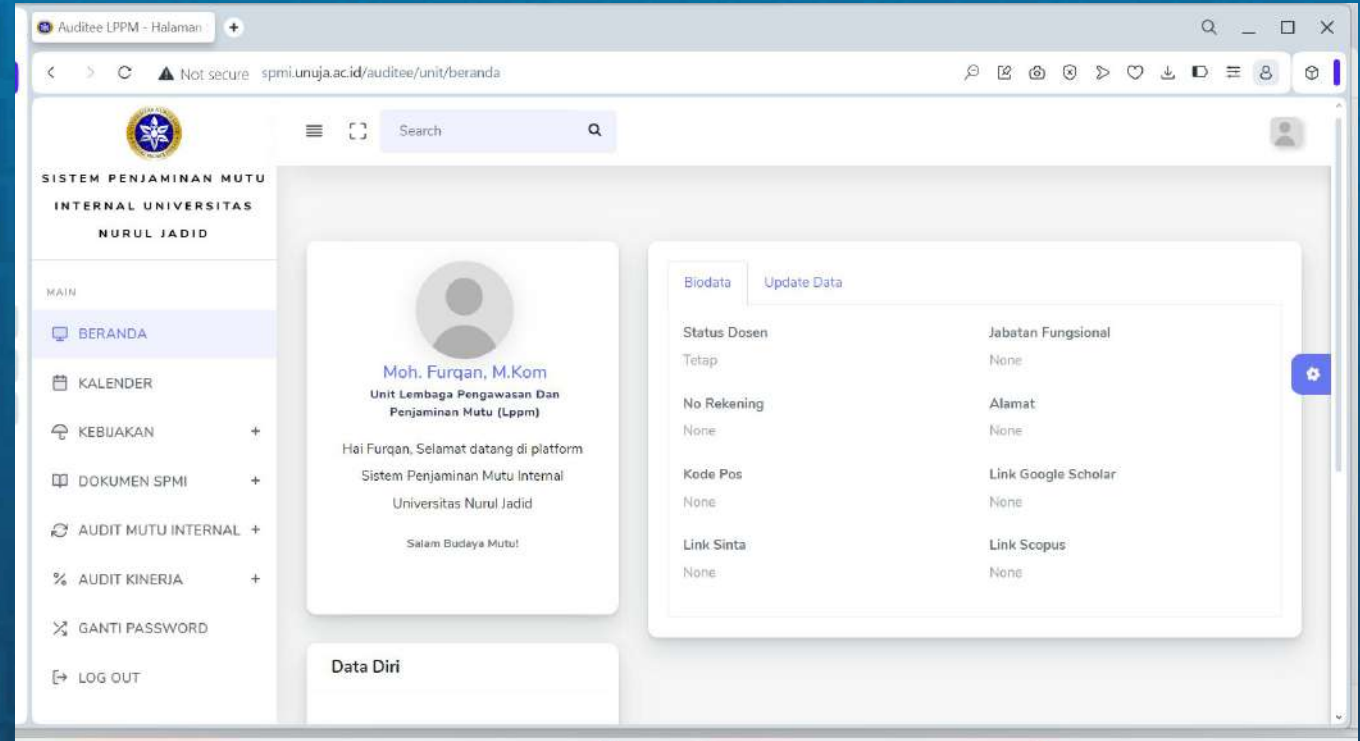 Auditee LPPM - Halaman
Not secure spmi.unuja.ac.id/auditee/unit/beranda
Search
SISTEM PENJAMINAN MUTU
INTERNAL UNIVERSITAS
NURUL JADID
MAIN
BERANDA
KALENDER
KEBIJAKAN +
DOKUMEN SPMI +
AUDIT MUTU INTERNAL +
AUDIT KINERJA +
GANTI PASSWORD
LOG OUT
Moh. Furqan, M.Kom
Unit Lembaga Pengawasan Dan
Penjaminan Mutu (Lppm)
Hai Furqan, Selamat datang di platform
Sistem Penjaminan Mutu Internal
Universitas Nurul Jadid
Salam Budaya Mutu!
Data Diri
Biodata Update Data
Status Dosen
Tetap
Jabatan Fungsional
None
No Rekening
None
Alamat
None
Kode Pos
None
Link Google Scholar
None
Link Sinta
None
Link Scopus
None